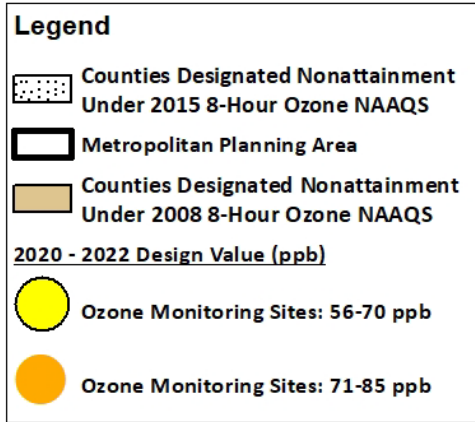 Legend
Counties Designated Nonattainment
Under 2015 8-Hour Ozone NAAQS
Metropolitan Planning Area
Counties Designated Nonattainment
Under 2008 8-Hour Ozone NAAQS
2020 - 2022 Design Value (ppb)
Ozone Monitoring Sites: 56-70 ppb
Ozone Monitoring Sites: 71-85 ppb